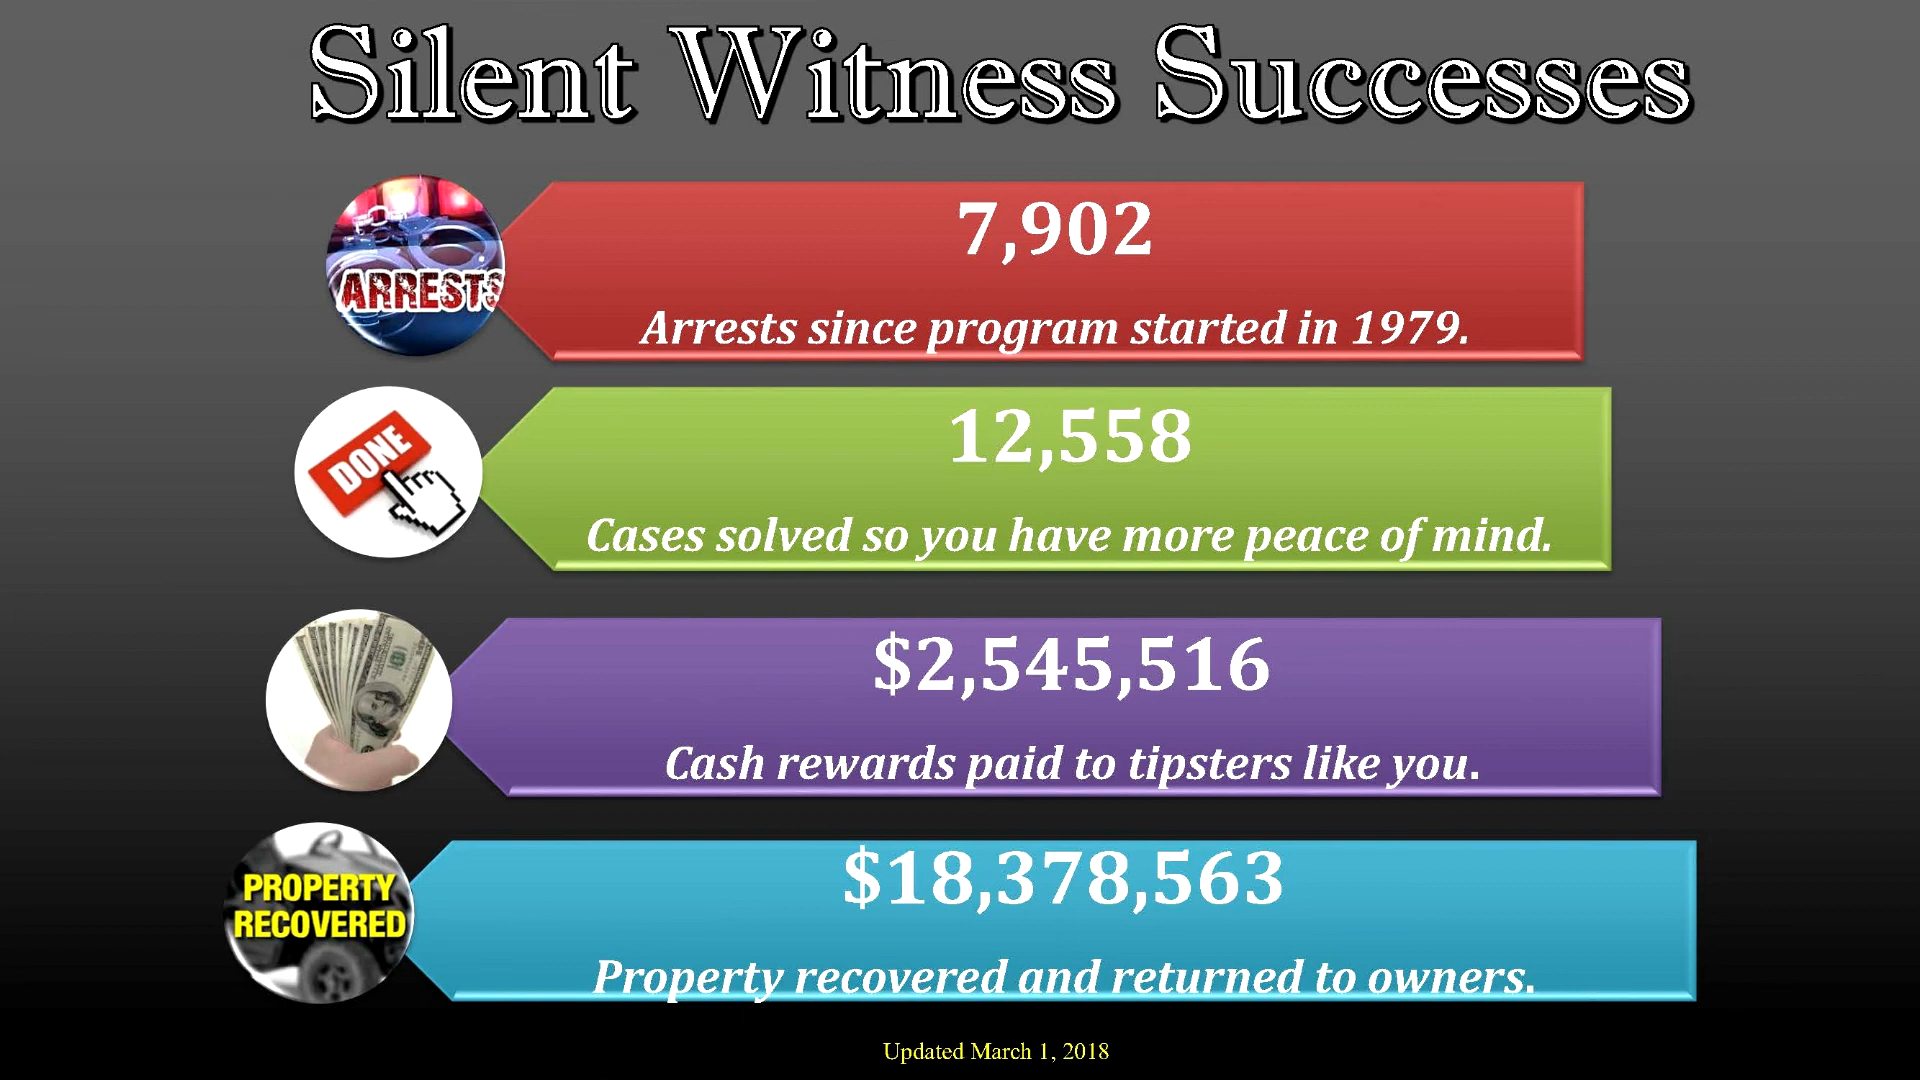 Silent Witness Successes
ARRESTS
7,902
Arrests since program started in 1979.
DONE
12,558
Cases solved so you have more peace of mind.
$2,545,516
Cash rewards paid to tipsters like you.
PROPERTY
RECOVERED
$18,378,563
Property recovered and returned to owners.
Updated March 1, 2018